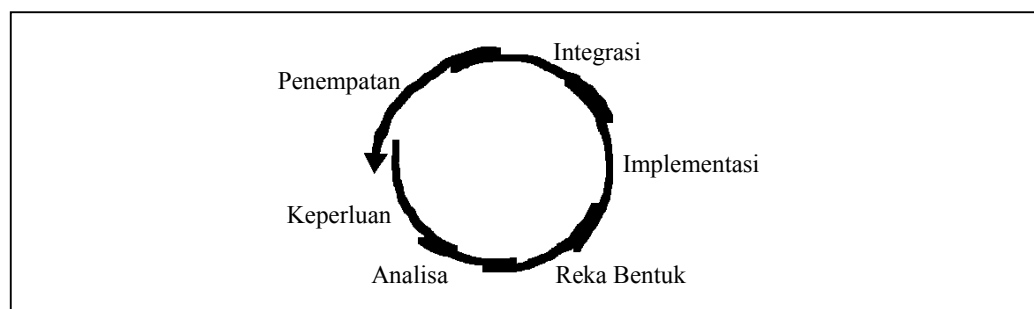 Integrasi
Penempatan
Implementasi
Keperluan
Analisa
Reka Bentuk